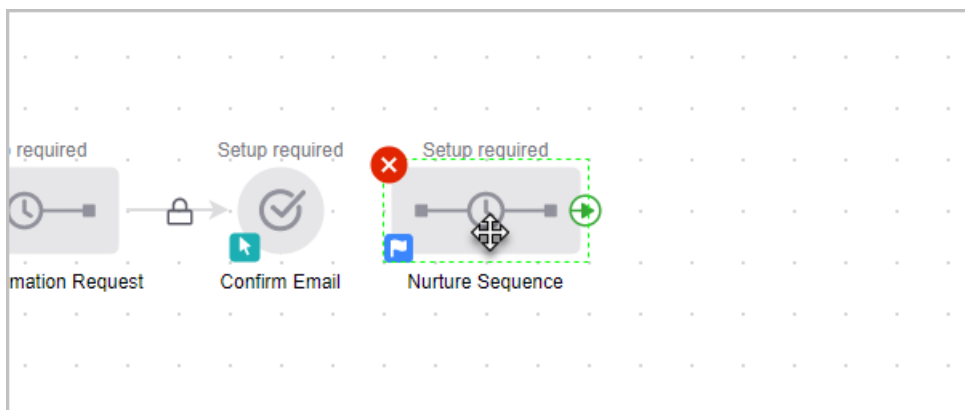 required
Setup required
Setup required
mation Request
Confirm Email
Nurture Sequence